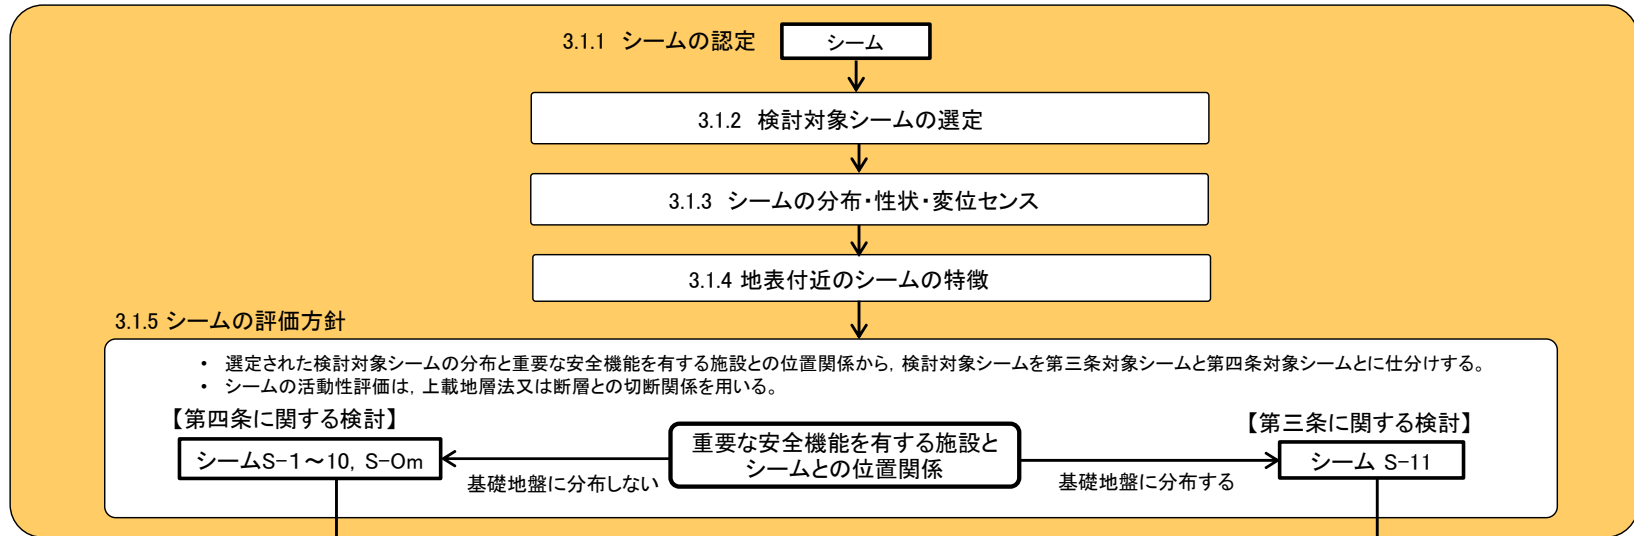 3.1.1 シームの認定
シーム
3.1.2 検討対象シームの選定
3.1.3 シームの分布・性状・変位センス
3.1.4 地表付近のシームの特徴
3.1.5 シームの評価方針
• 選定された検討対象シームの分布と重要な安全機能を有する施設との位置関係から，検討対象シームを第三条対象シームと第四条対象シームとに仕分けする。
• シームの活動性評価は，上載地層法又は断層との切断関係を用いる。
【第四条に関する検討】
シームS-1～10，S-Om
基礎地盤に分布しない
重要な安全機能を有する施設と
シームとの位置関係
基礎地盤に分布する
【第三条に関する検討】
シーム S-11